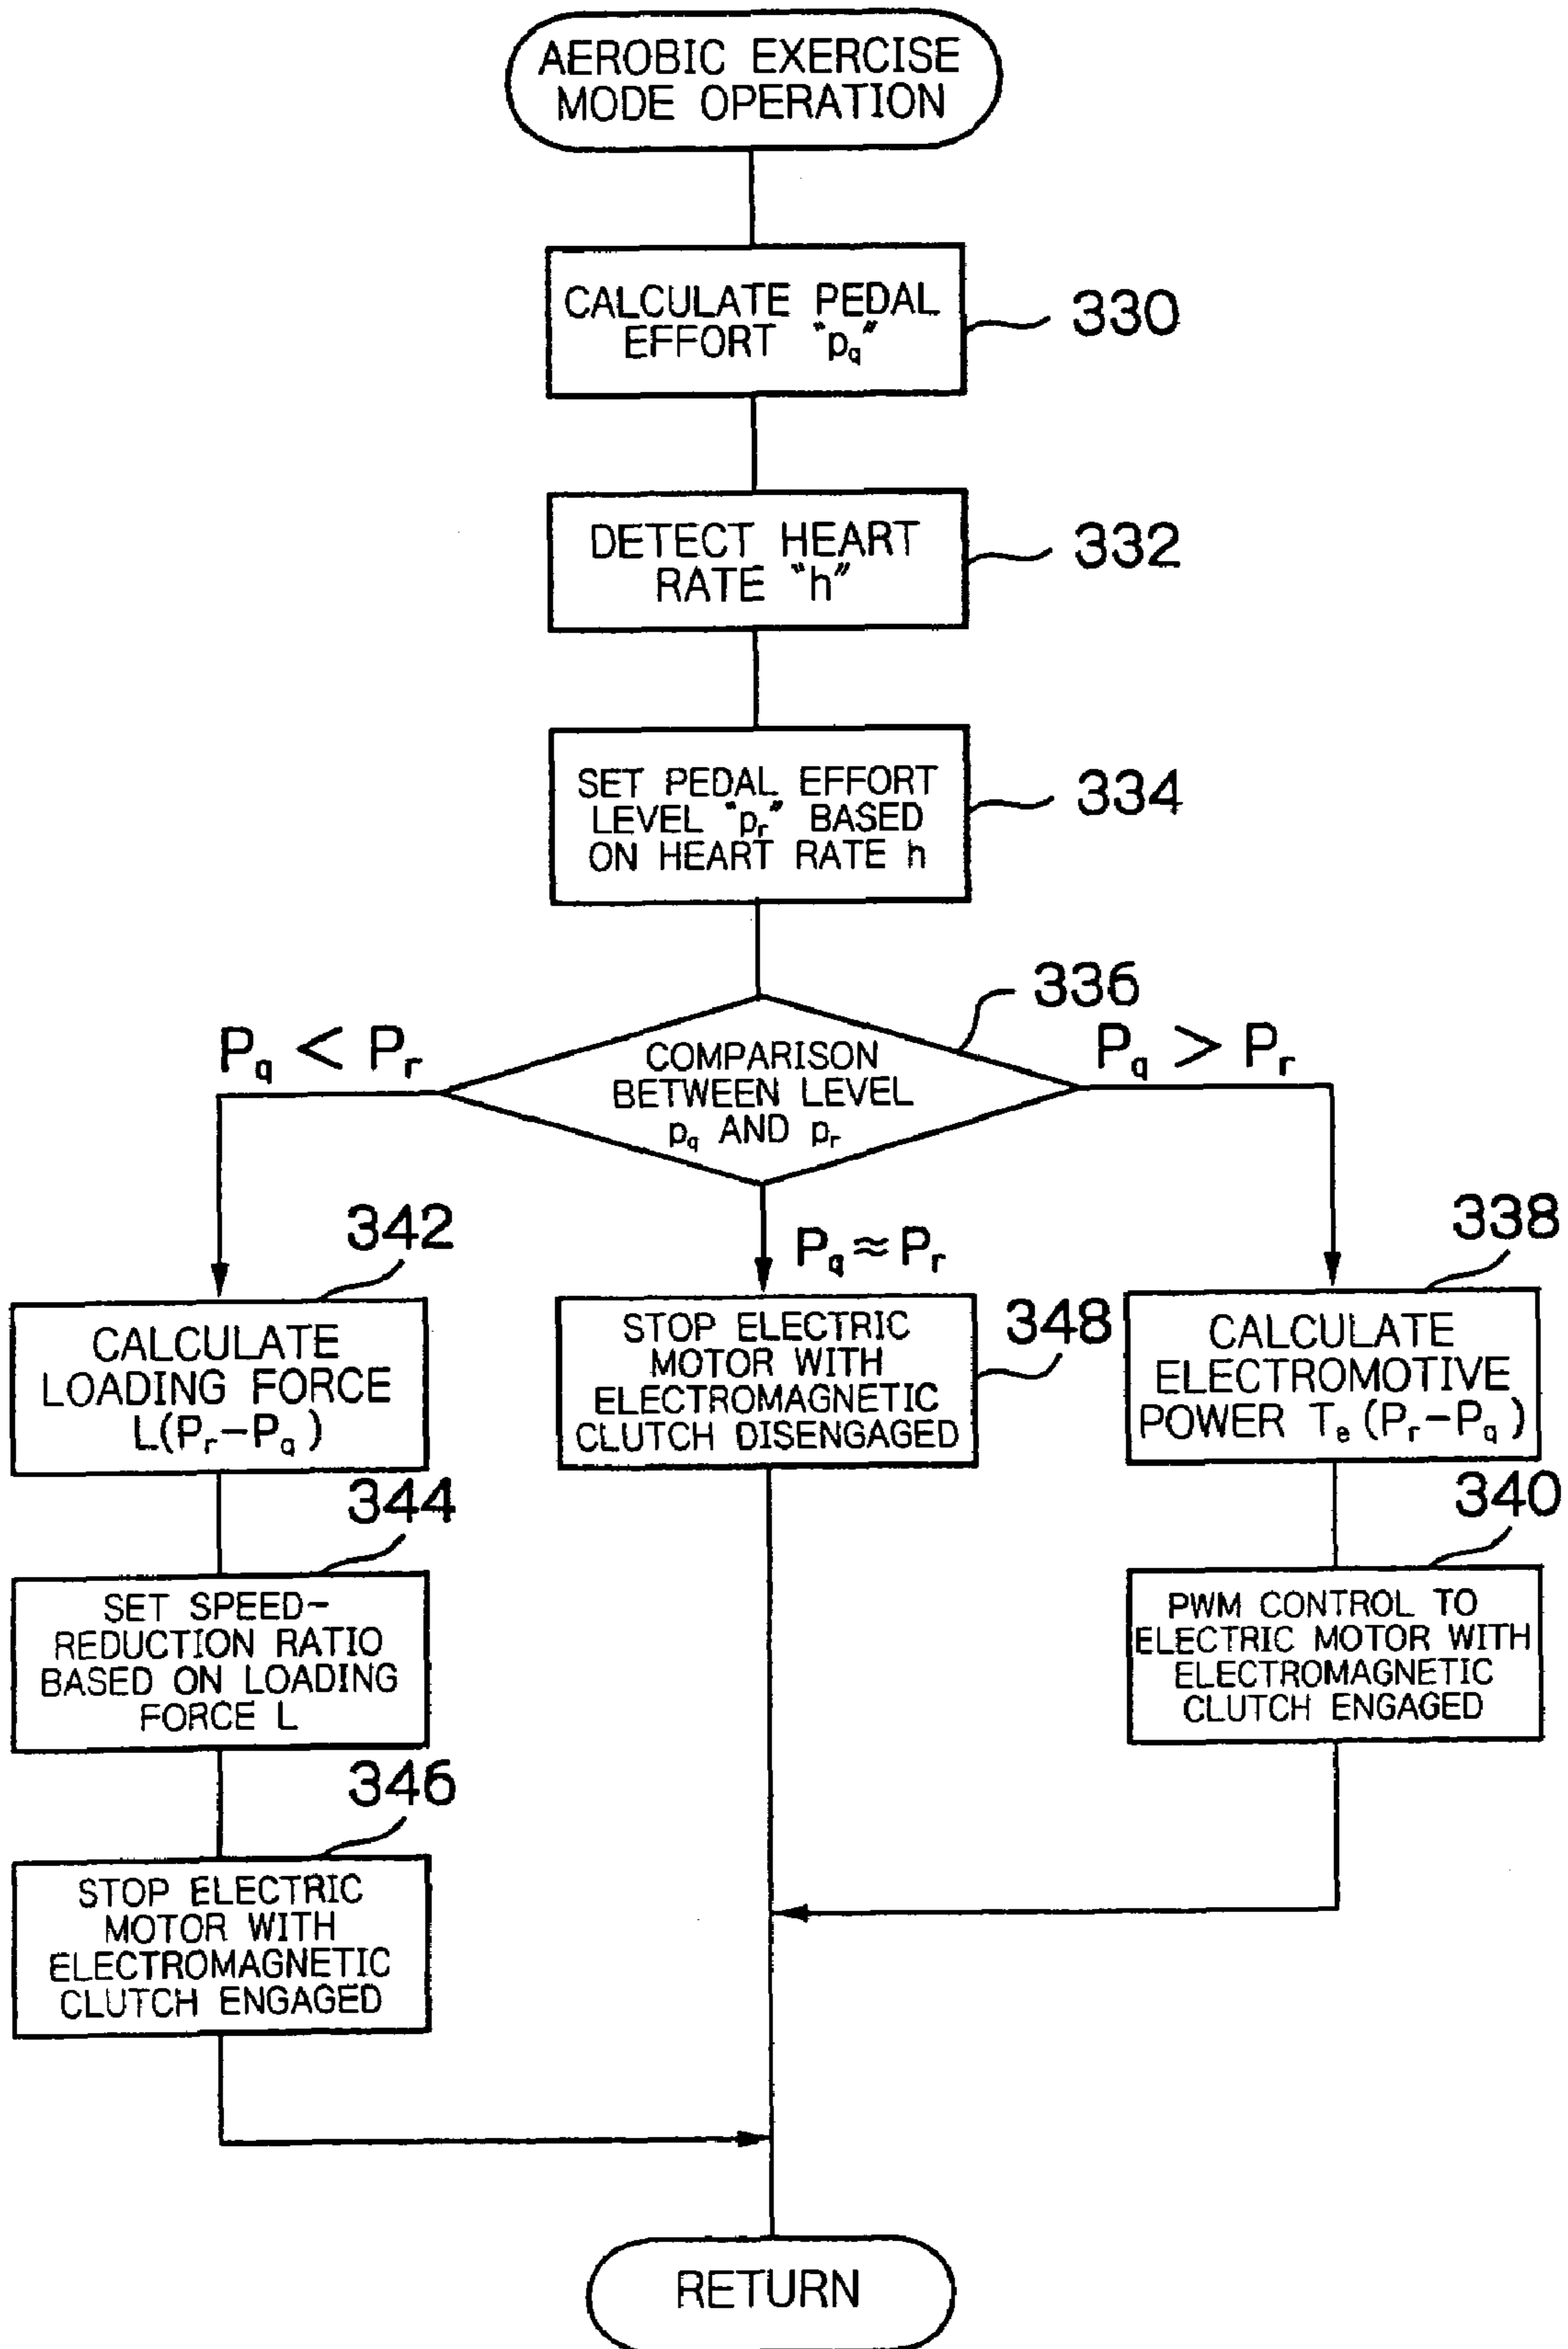 AEROBIC EXERCISE
MODE OPERATION
CALCULATE PEDAL
EFFORT "pq"
330
DETECT HEART
RATE "h"
332
SET PEDAL EFFORT
LEVEL "pr" BASED
ON HEART RATE h
334
336
Pq < Pr
COMPARISON
BETWEEN LEVEL
pq AND pr
Pq > Pr
Pq ≈ Pr
342
CALCULATE
LOADING FORCE
L(Pr-Pq)
STOP ELECTRIC
MOTOR WITH
ELECTROMAGNETIC
CLUTCH DISENGAGED
348
338
CALCULATE
ELECTROMOTIVE
POWER Te (Pr-Pq)
344
SET SPEED-
REDUCTION RATIO
BASED ON LOADING
FORCE L
340
PWM CONTROL TO
ELECTRIC MOTOR WITH
ELECTROMAGNETIC
CLUTCH ENGAGED
346
STOP ELECTRIC
MOTOR WITH
ELECTROMAGNETIC
CLUTCH ENGAGED
RETURN